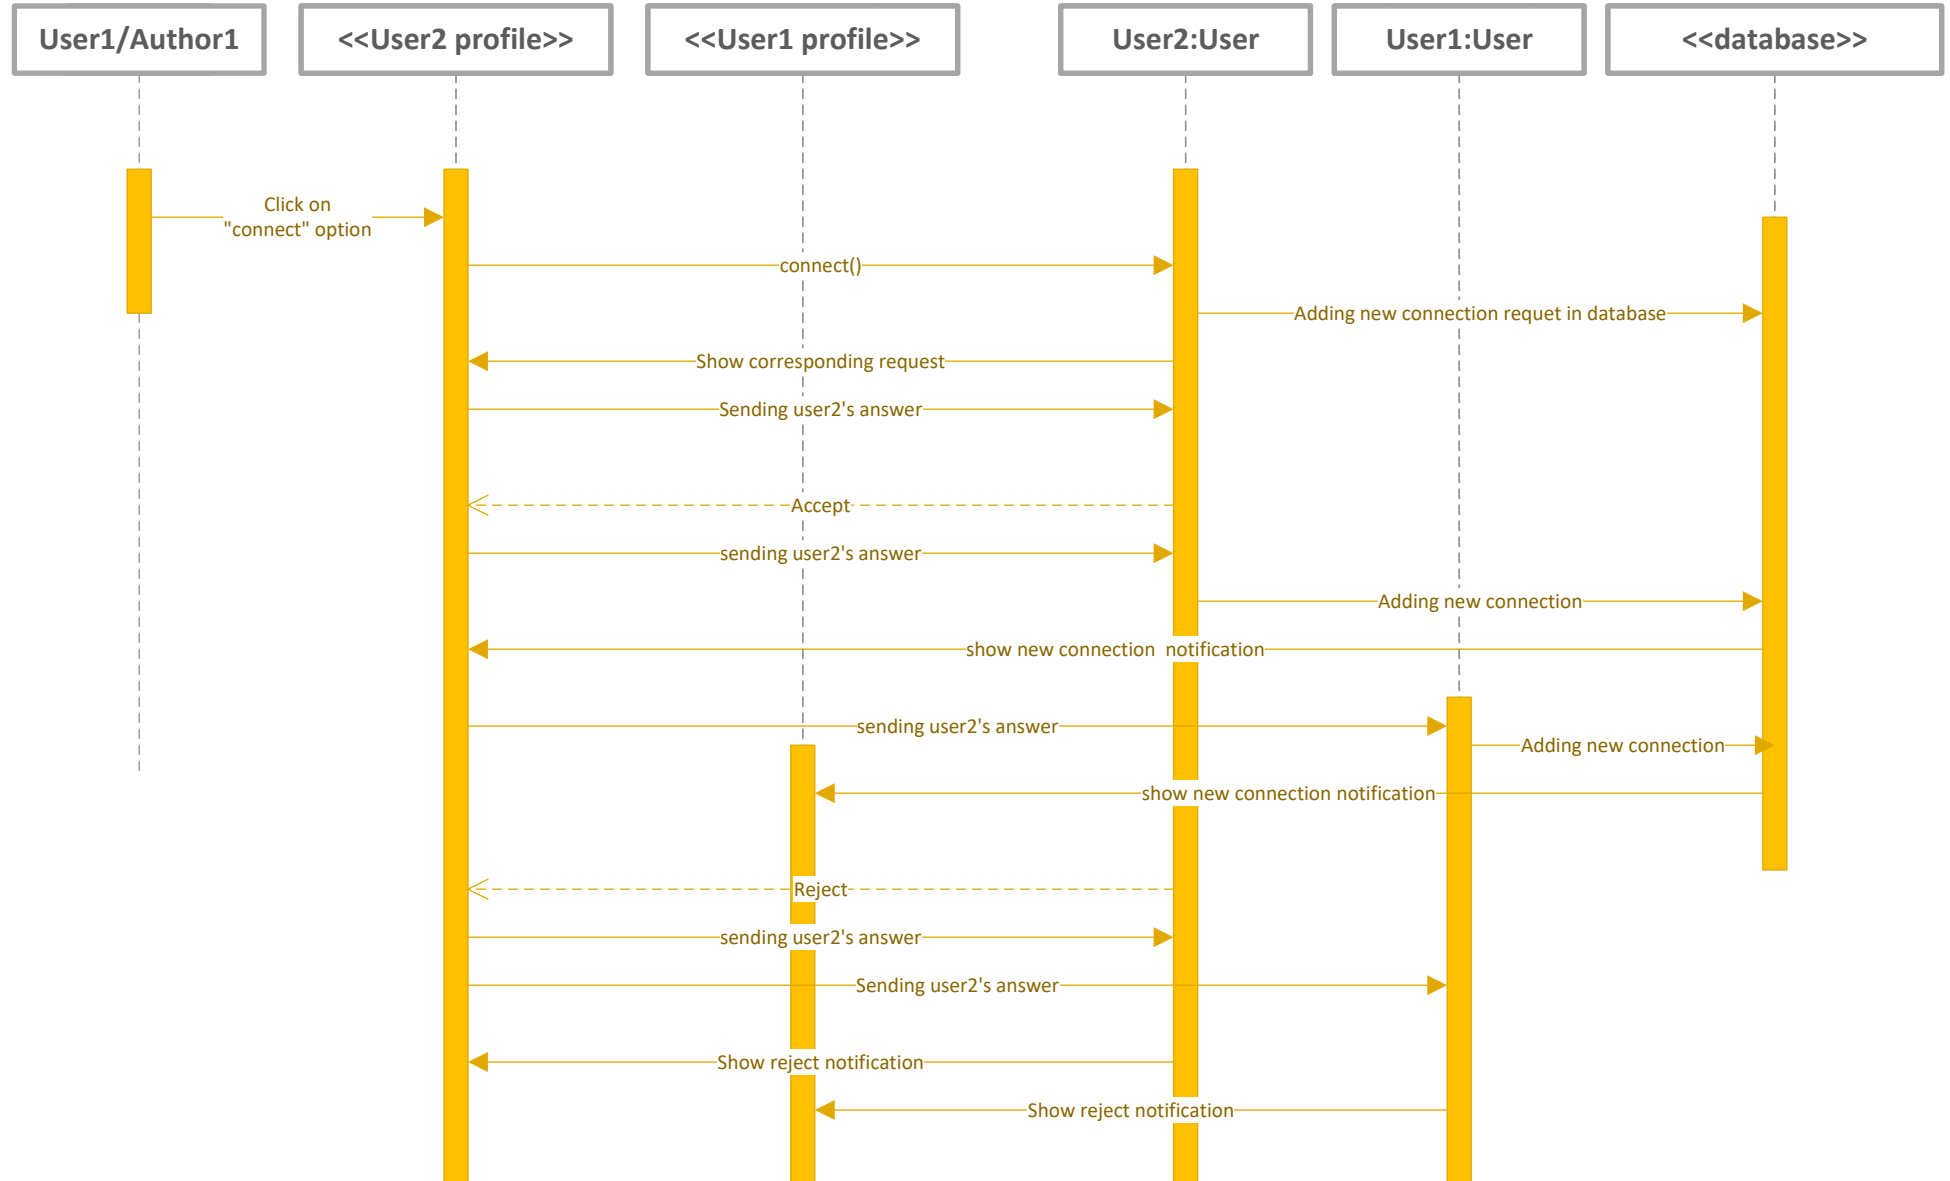 User1/Author1
<<User2 profile>>
<<User1 profile>>
User2:User
User1:User
<<database>>
Click on
"connect" option
connect()
Adding new connection requet in database
Show corresponding request
Sending user2's answer
Accept
sending user2's answer
Adding new connection
show new connection  notification
sending user2's answer
Adding new connection
show new connection notification
Reject
sending user2's answer
Sending user2's answer
Show reject notification
Show reject notification